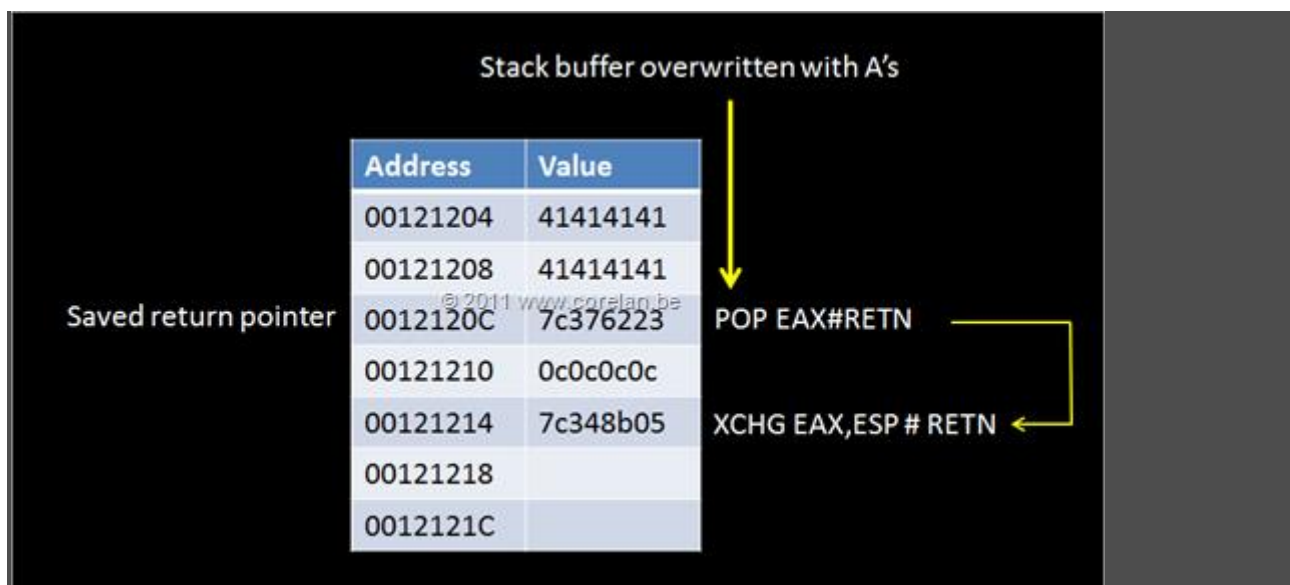 Stack buffer overwritten with A's
Address Value
00121204 41414141
00121208 41414141
© 2011 www.corelan.be
Saved return pointer 0012120C 7c376223 POP EAX#RETN
00121210 0c0c0c0c
00121214 7c348b05 XCHG EAX,ESP # RETN
00121218
0012121C